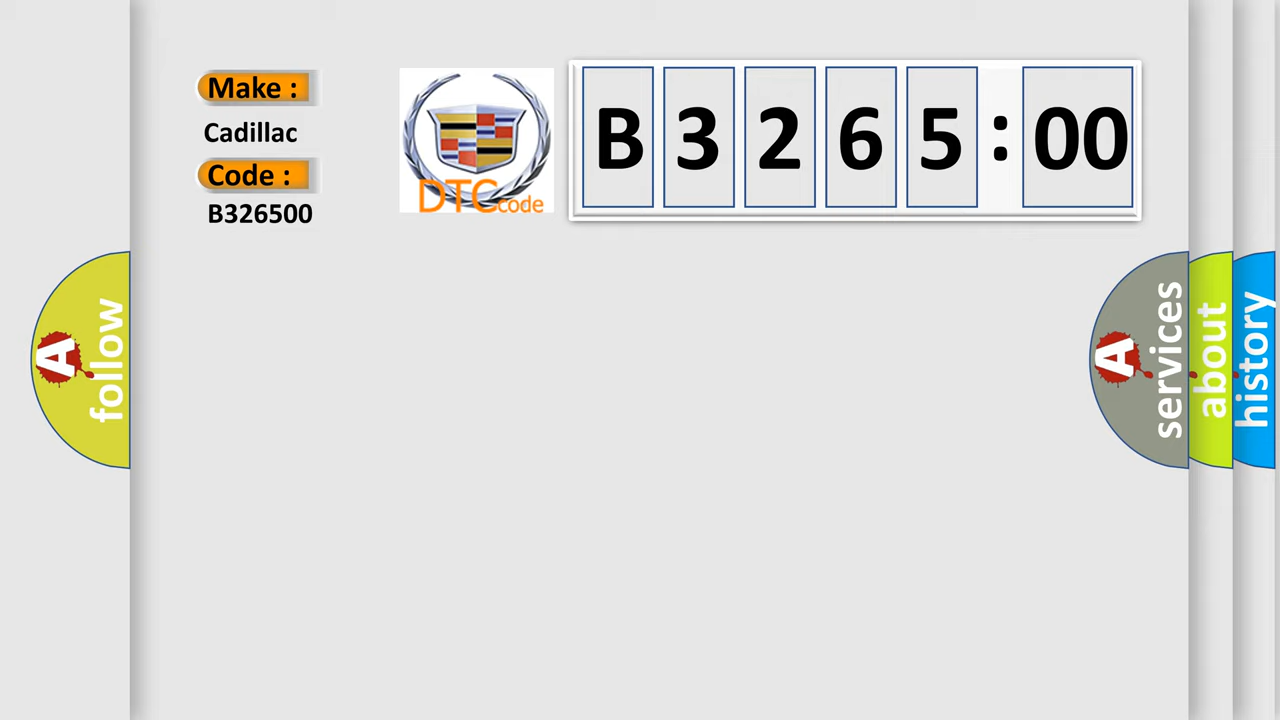 Make :
Cadillac
Code :
B326500
DTCcode
B 3 2 6 5 : 00
A follow
A services
about
history